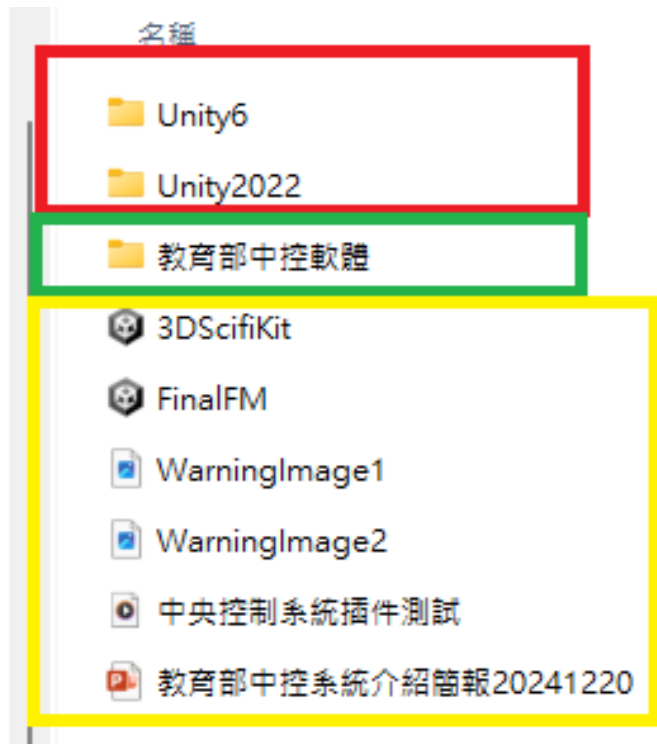 名稱
Unity6
Unity2022
教育部中控軟體
3DScifiKit
FinalFM
WarningImage1
WarningImage2
中央控制系統插件測試
教育部中控系統介紹簡報20241220